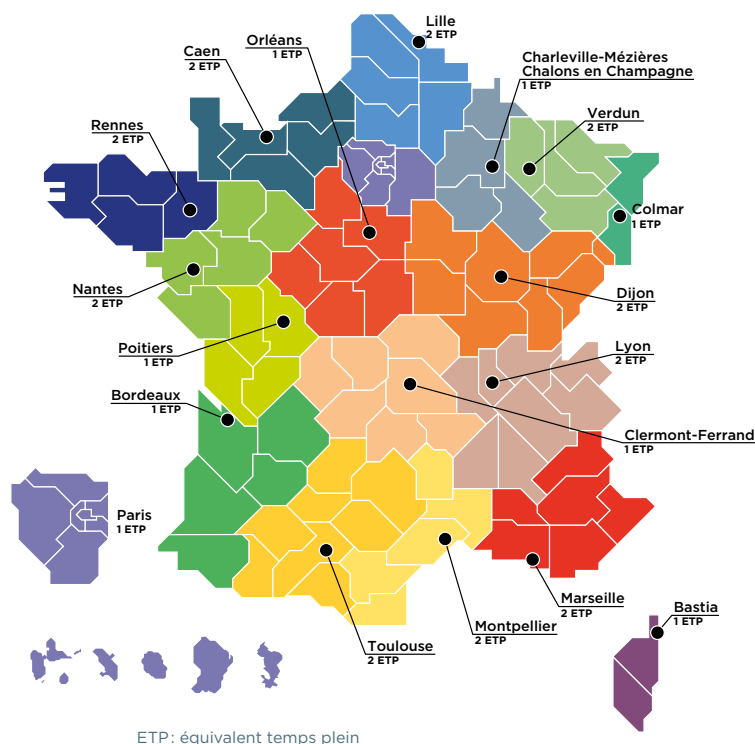 Lille
2 ETP
Orléans
1 ETP
Caen
2 ETP
Charleville-Mézières
Chalons en Champagne
1 ETP
Verdun
2 ETP
Rennes
2 ETP
Colmar
1 ETP
Nantes
2 ETP
Dijon
2 ETP
Poitiers
1 ETP
Lyon
2 ETP
Bordeaux
1 ETP
Clermont-Ferrand
1 ETP
Paris
1 ETP
Marseille
2 ETP
Bastia
1 ETP
Montpellier
2 ETP
Toulouse
2 ETP
ETP: équivalent temps plein